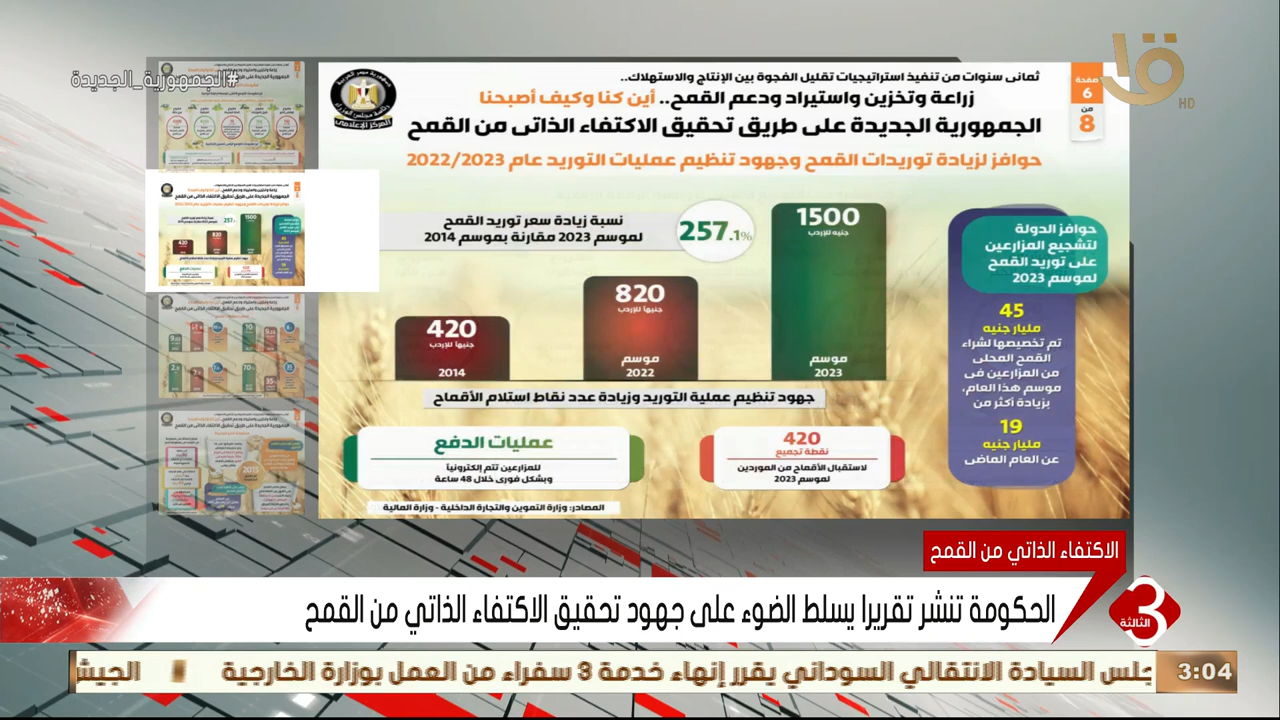 #الجمهورية_الجديدة
HD
صفحة
6
من
8
ثمانى سنوات من تنفيذ استراتيجيات تقليل الفجوة بين الإنتاج والاستهلاك..
زراعة وتخزين واستيراد ودعم القمح.. أين كنا وكيف أصبحنا
الجمهورية الجديدة على طريق تحقيق الاكتفاء الذاتى من القمح
حوافز لزيادة توريدات القمح وجهود تنظيم عمليات التوريد عام 2022/2023
حوافز الدولة
لتشجيع المزارعين
على توريد القمح
لموسم 2023
45
مليار جنيه
تم تخصيصها لشراء
القمح المحلى
من المزارعين فى
موسم هذا العام،
بزيادة أكثر من
19
مليار جنيه
عن العام الماضى
نسبة زيادة سعر توريد القمح
لموسم 2023 مقارنة بموسم 2014
257.1%
1500
جنيه للإردب
موسم
2023
820
جنيهاً للإردب
موسم
2022
420
جنيهاً للإردب
2014
جهود تنظيم عملية التوريد وزيادة عدد نقاط استلام الأقماح
420
نقطة تجميع
لاستقبال الأقماح من الموردين
لموسم 2023
عمليات الدفع
للمزارعين تتم إلكترونياً
وبشكل فورى خلال 48 ساعة
المصادر: وزارة التموين والتجارة الداخلية - وزارة المالية
الاكتفاء الذاتي من القمح
الحكومة تنشر تقريرا يسلط الضوء على جهود تحقيق الاكتفاء الذاتي من القمح
3
الثالثة
3:04
جلس السيادة الانتقالي السوداني يقرر إنهاء خدمة 3 سفراء من العمل بوزارة الخارجية الجيش